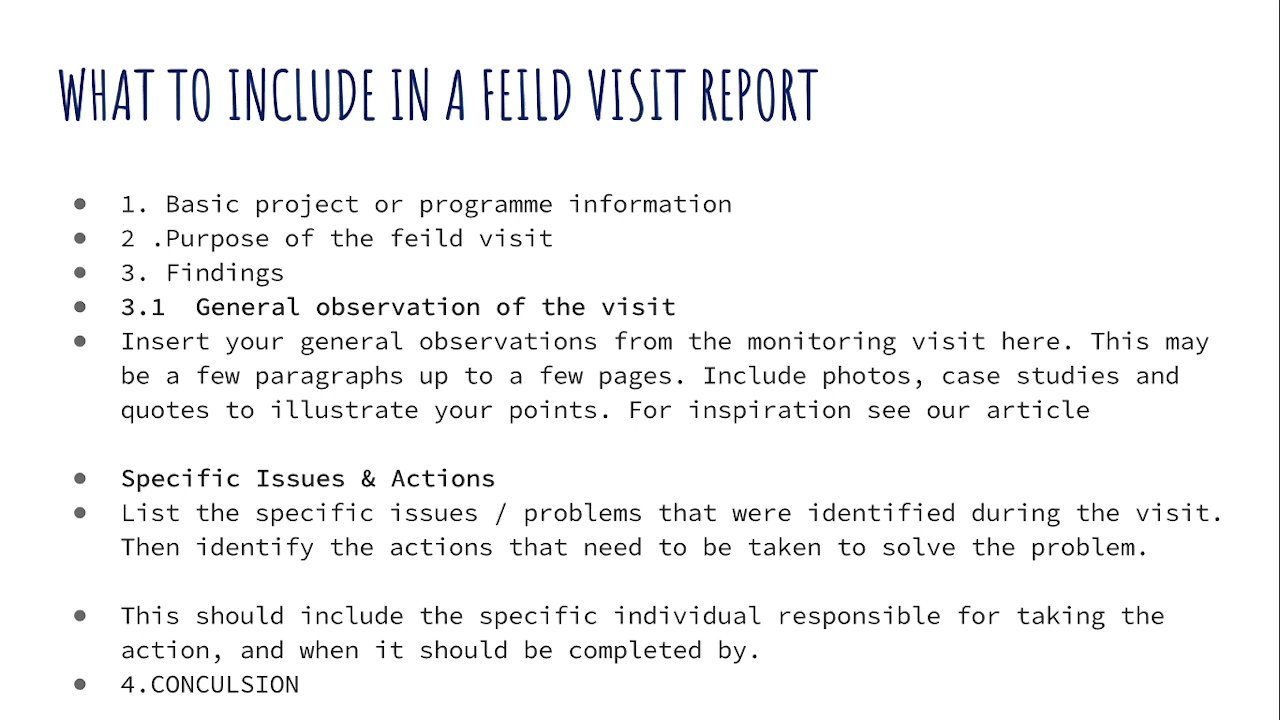 WHAT TO INCLUDE IN A FEILD VISIT REPORT
● 1. Basic project or programme information
● 2 .Purpose of the feild visit
● 3. Findings
● 3.1  General observation of the visit
● Insert your general observations from the monitoring visit here. This may
be a few paragraphs up to a few pages. Include photos, case studies and
quotes to illustrate your points. For inspiration see our article
● Specific Issues & Actions
● List the specific issues / problems that were identified during the visit.
Then identify the actions that need to be taken to solve the problem.
● This should include the specific individual responsible for taking the
action, and when it should be completed by.
● 4.CONCULSION